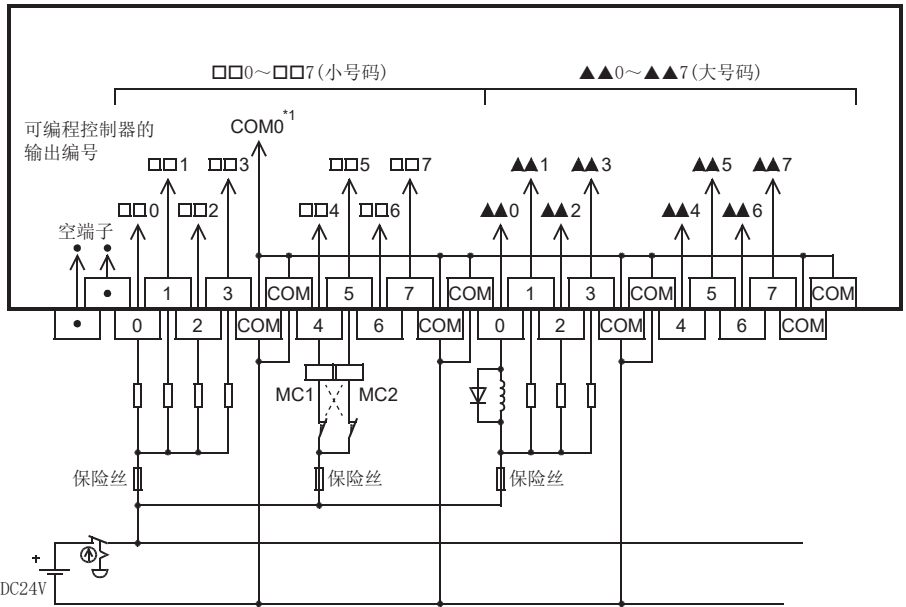 □□0～□□7(小号码)
▲▲0～▲▲7(大号码)
可编程控制器的
输出编号
COM0*1
□□1 □□3 □□5 □□7 ▲▲1 ▲▲3 ▲▲5 ▲▲7
□□0 □□2 □□4 □□6 ▲▲0 ▲▲2 ▲▲4 ▲▲6
空端子
1 3 COM 5 7 COM 1 3 COM 5 7 COM
0 2 COM 4 6 COM 0 2 COM 4 6 COM
MC1 MC2
保险丝 保险丝 保险丝
+
DC24V